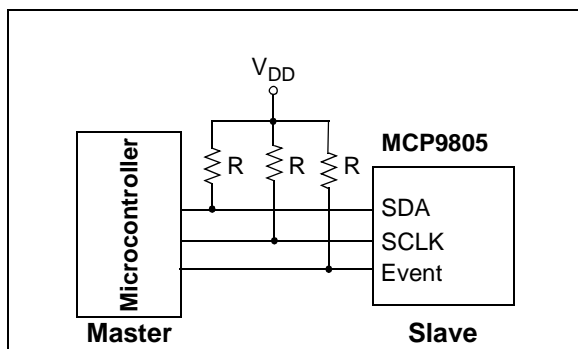 VDD
MCP9805
R
R
R
Microcontroller
SDA
SCLK
Event
Master
Slave